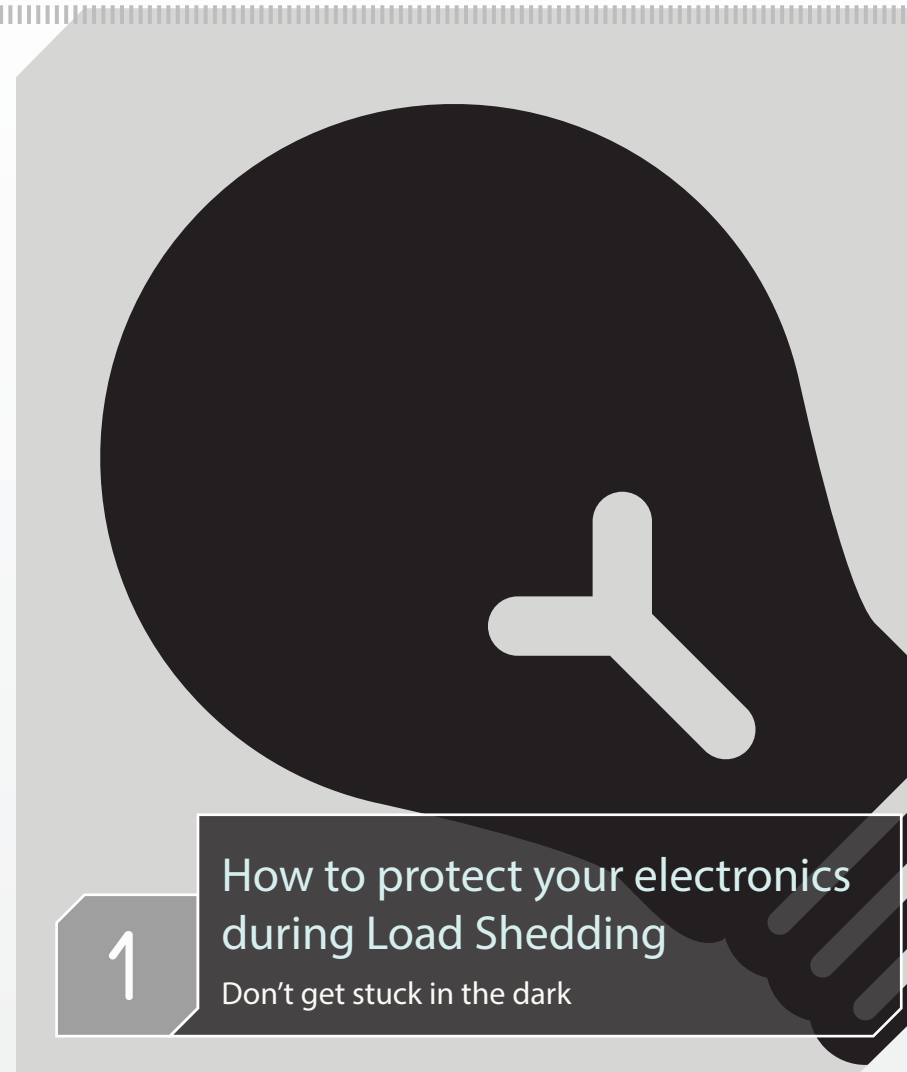 1
How to protect your electronics
during Load Shedding
Don't get stuck in the dark